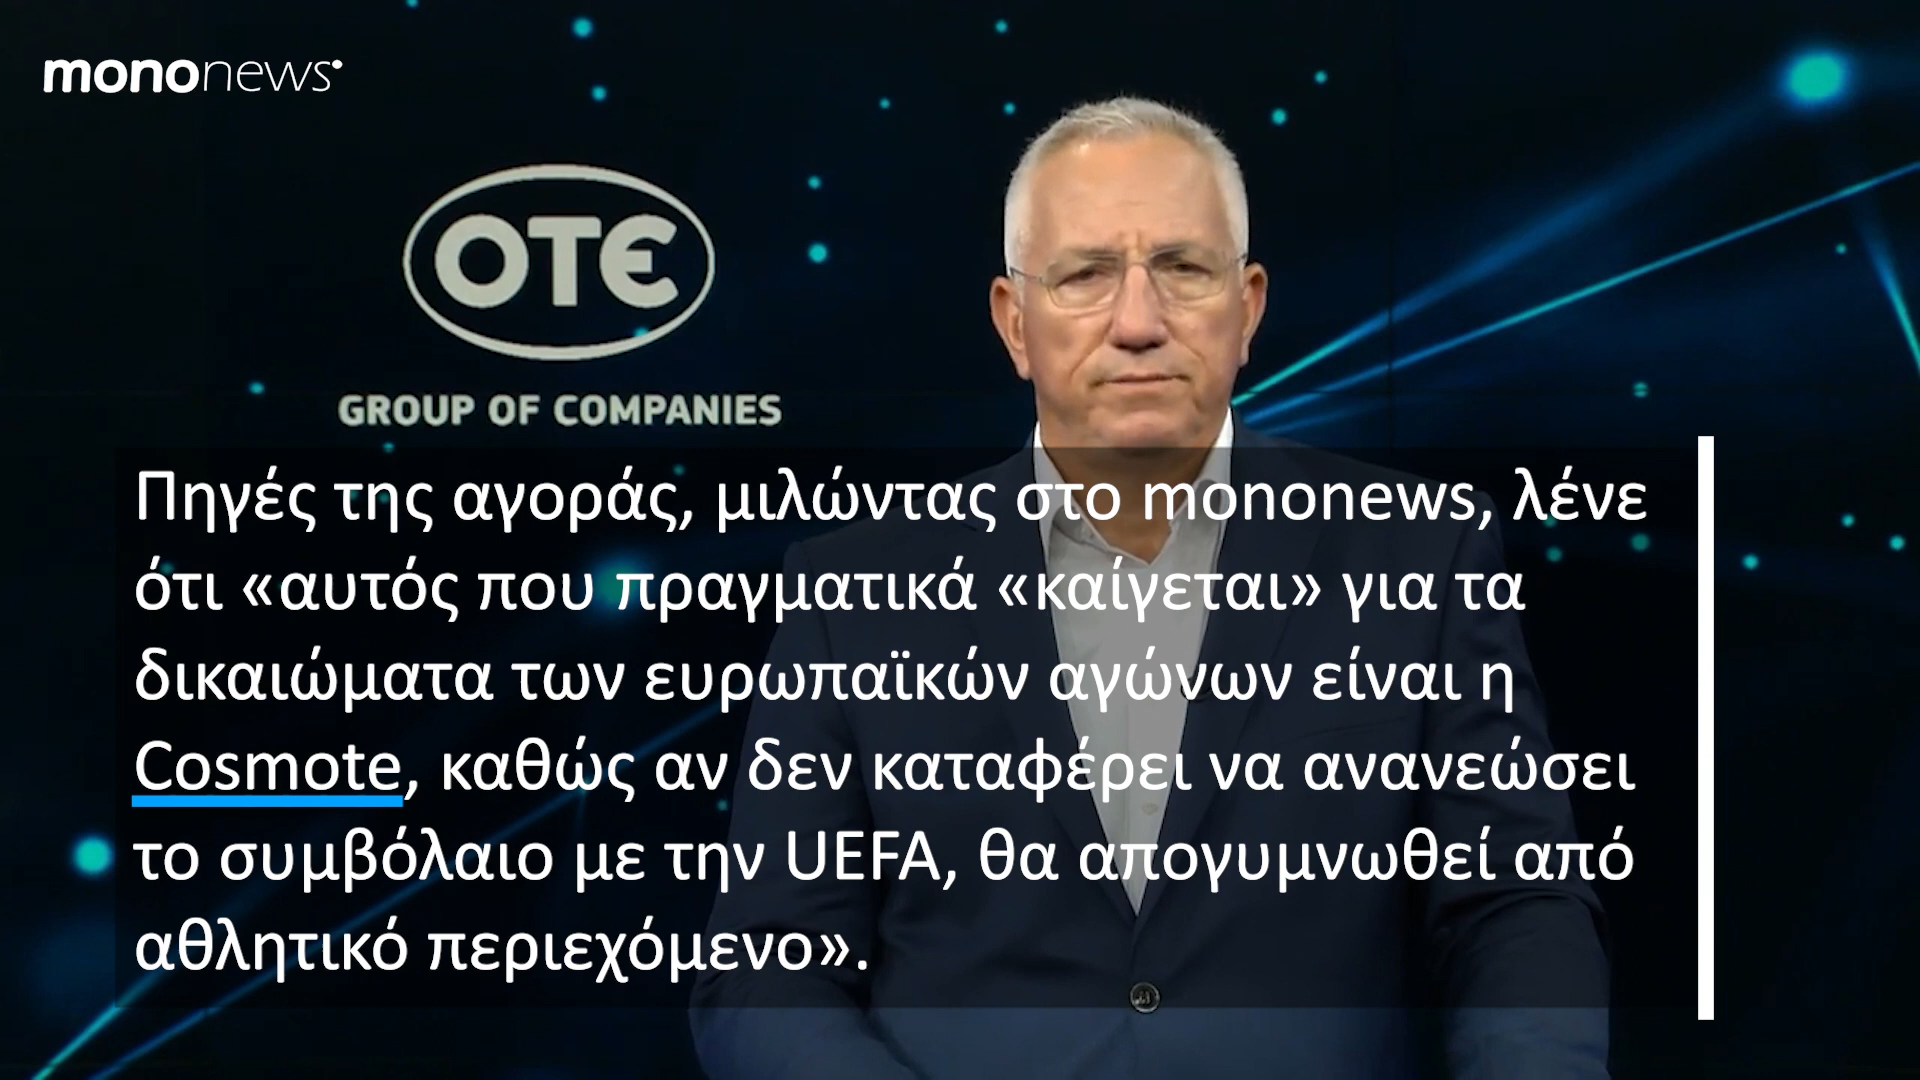 mononews
OTE
GROUP OF COMPANIES
Πηγές της αγοράς, μιλώντας στο mononews, λένε
ότι «αυτός που πραγματικά «καίγεται» για τα
δικαιώματα των ευρωπαϊκών αγώνων είναι η
Cosmote, καθώς αν δεν καταφέρει να ανανεώσει
το συμβόλαιο με την UEFA, θα απογυμνωθεί από
αθλητικό περιεχόμενο».